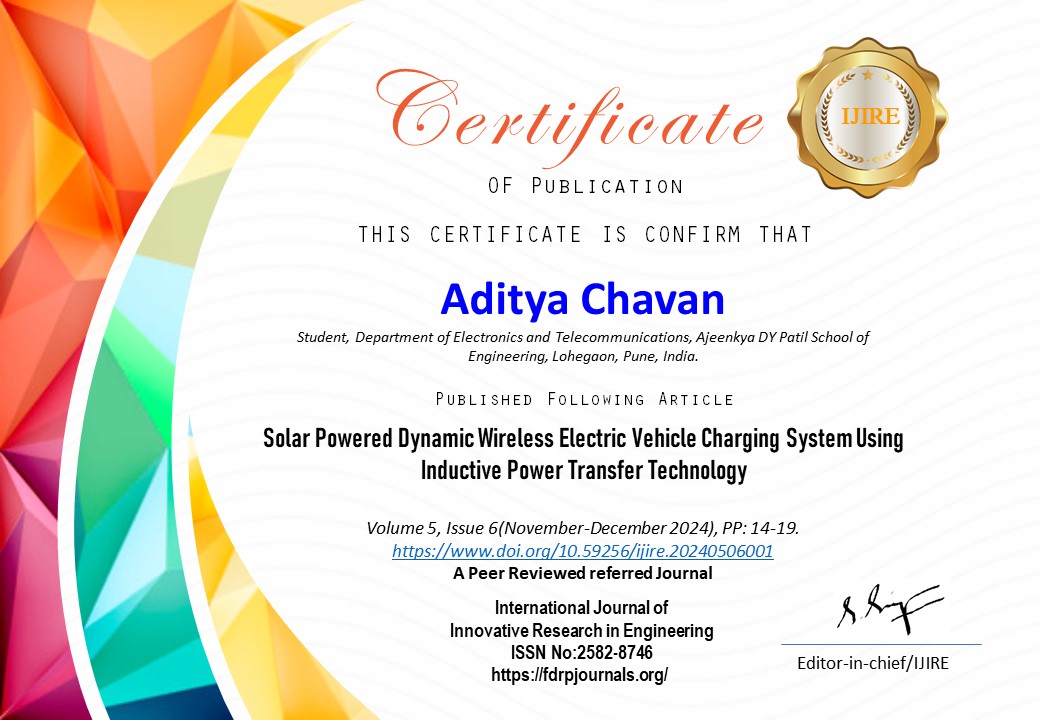 Certificate
IJIRE
OF PUBLICATION
THIS CERTIFICATE IS CONFIRM THAT
Aditya Chavan
Student, Department of Electronics and Telecommunications, Ajeenkya DY Patil School of
Engineering, Lohegaon, Pune, India.
PUBLISHED FOLLOWING ARTICLE
Solar Powered Dynamic Wireless Electric Vehicle Charging System Using
Inductive Power Transfer Technology
Volume 5, Issue 6(November-December 2024), PP: 14-19.
https://www.doi.org/10.59256/ijire.20240506001
A Peer Reviewed referred Journal
International Journal of
Innovative Research in Engineering
ISSN No:2582-8746
https://fdrpjournals.org/
Editor-in-chief/IJIRE